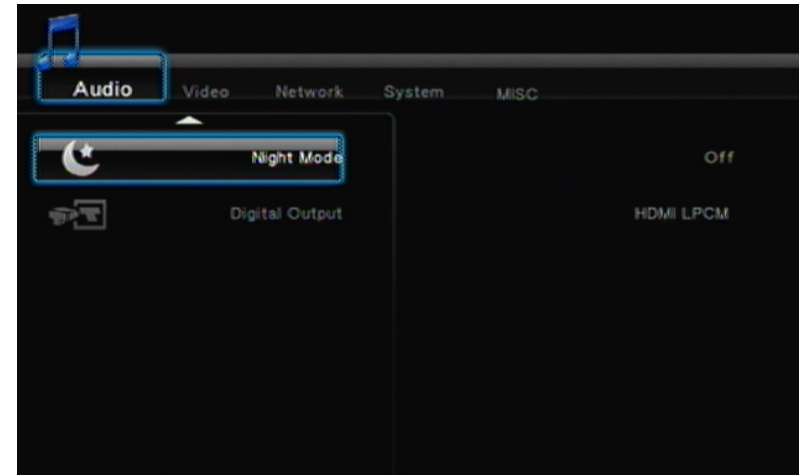 Audio Video Network System MISC
Night Mode Off
Digital Output HDMI LPCM